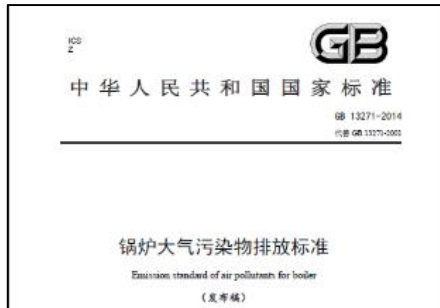 ICS
Z
GB
中华人民共和国国家标准
GB 13271-2014
代替 GB 13271-2001
锅炉大气污染物排放标准
Emission standard of air pollutants for boiler
（发布稿）